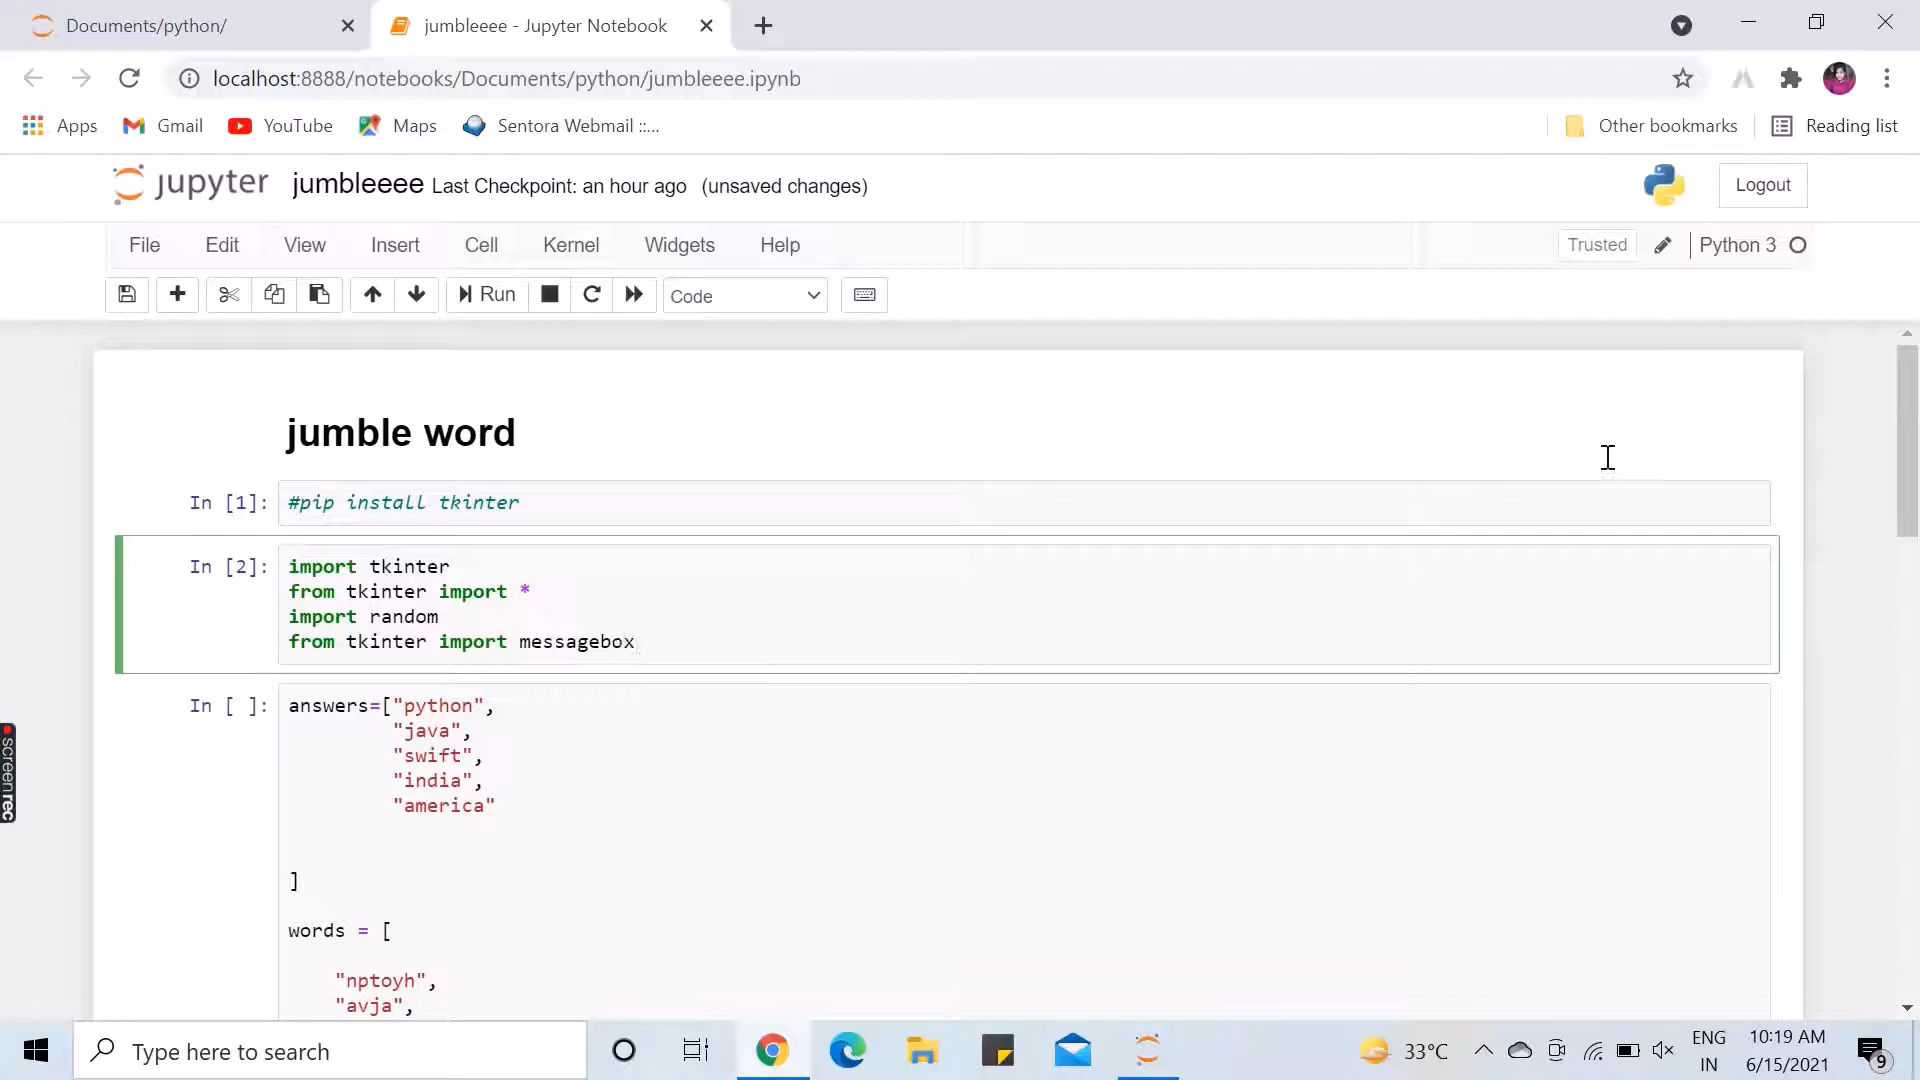 Documents/python/
jumbleeee - Jupyter Notebook
localhost:8888/notebooks/Documents/python/jumbleeee.ipynb
Apps Gmail YouTube Maps Sentora Webmail ::... Other bookmarks Reading list
jupyter jumbleeee Last Checkpoint: an hour ago (unsaved changes) Logout
File Edit View Insert Cell Kernel Widgets Help Trusted Python 3
Run Code
jumble word
In [1]: #pip install tkinter
In [2]: import tkinter
from tkinter import *
import random
from tkinter import messagebox
In [ ]: answers=["python",
"java",
"swift",
"india",
"america"
]
words = [
"nptoyh",
"avja",
screenrec
Type here to search
33°C
ENG
IN
10:19 AM
6/15/2021
9